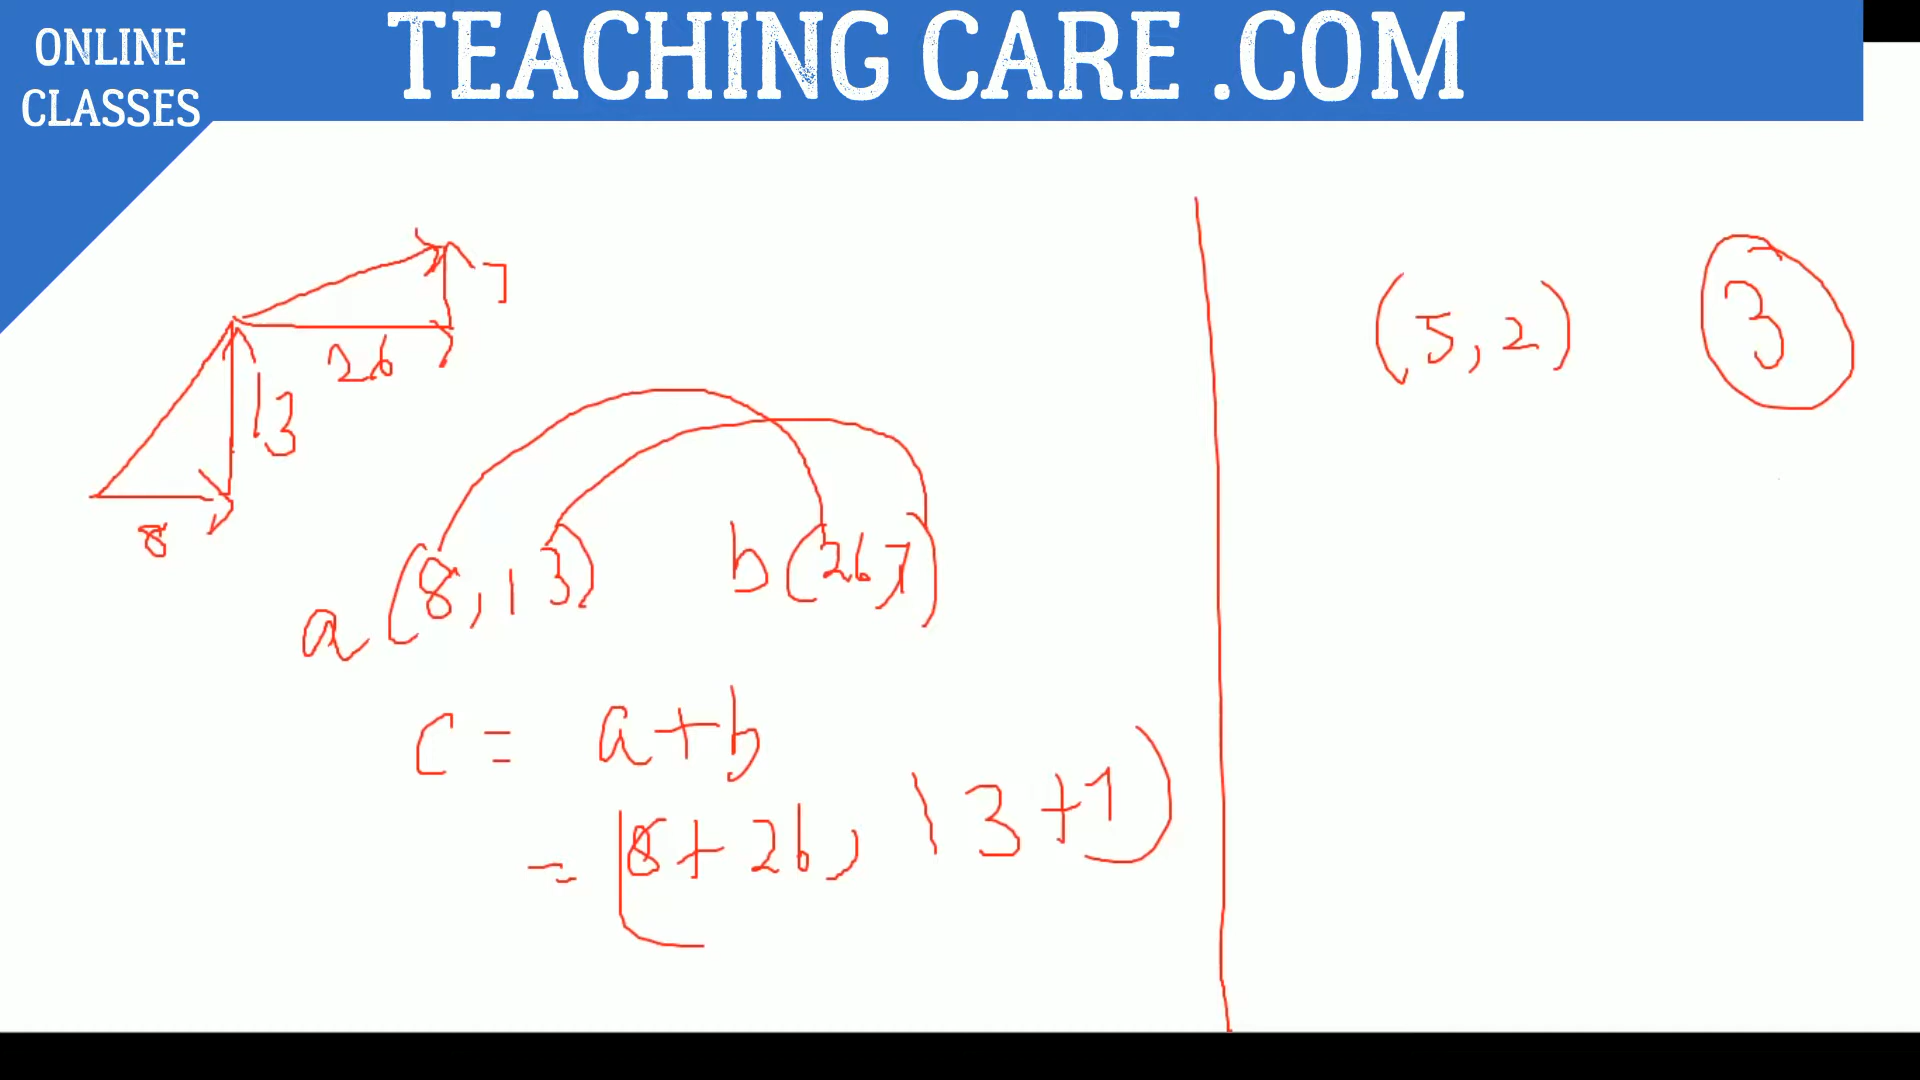 ONLINE
CLASSES
TEACHING CARE .COM
7
26
13
8
a (8, 13) b (26, 7)
c = a+b
= (8+26, 13+7)
(5, 2) 3